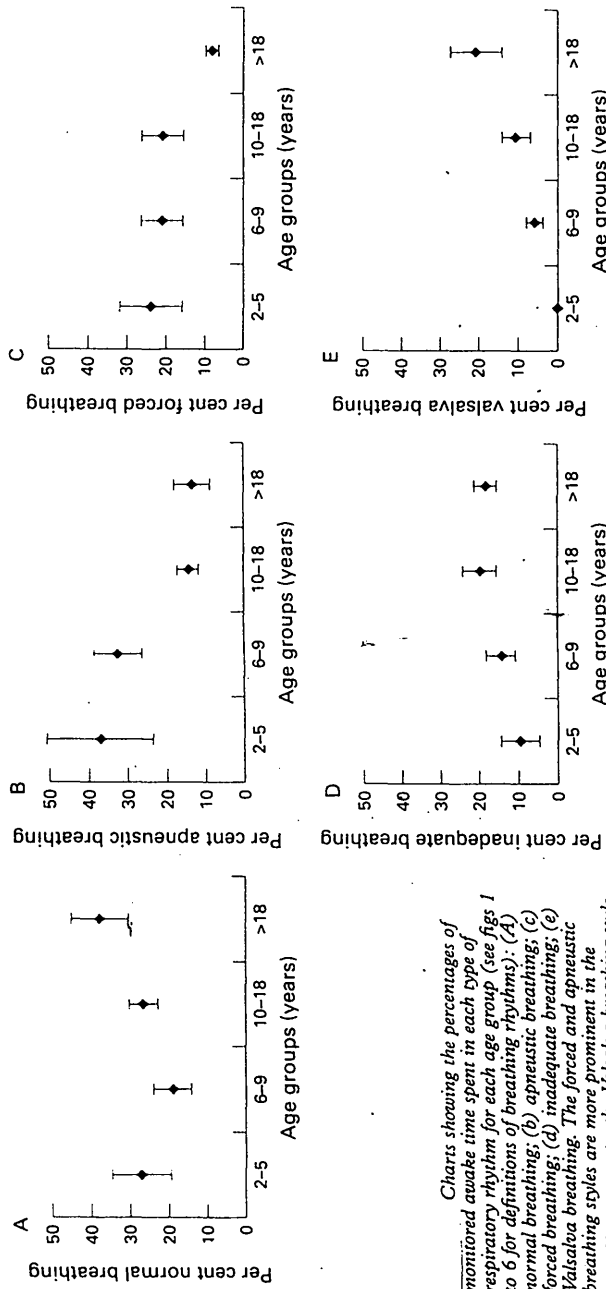 A
Per cent normal breathing
50
40
30
20
10
0
2–5
6–9
10–18
>18
Age groups (years)
B
Per cent apneustic breathing
50
40
30
20
10
0
2–5
6–9
10–18
>18
Age groups (years)
C
Per cent forced breathing
50
40
30
20
10
0
2–5
6–9
10–18
>18
Age groups (years)
D
Per cent inadequate breathing
50
40
30
20
10
0
2–5
6–9
10–18
>18
Age groups (years)
E
Per cent valsalva breathing
50
40
30
20
10
0
2–5
6–9
10–18
>18
Age groups (years)
Charts showing the percentages of
monitored awake time spent in each type of
respiratory rhythm for each age group (see figs 1
to 6 for definitions of breathing rhythms): (A)
normal breathing; (b) apneustic breathing; (c)
forced breathing; (d) inadequate breathing; (e)
Valsalva breathing. The forced and apneustic
breathing styles are more prominent in the
the Valsalva breathing style